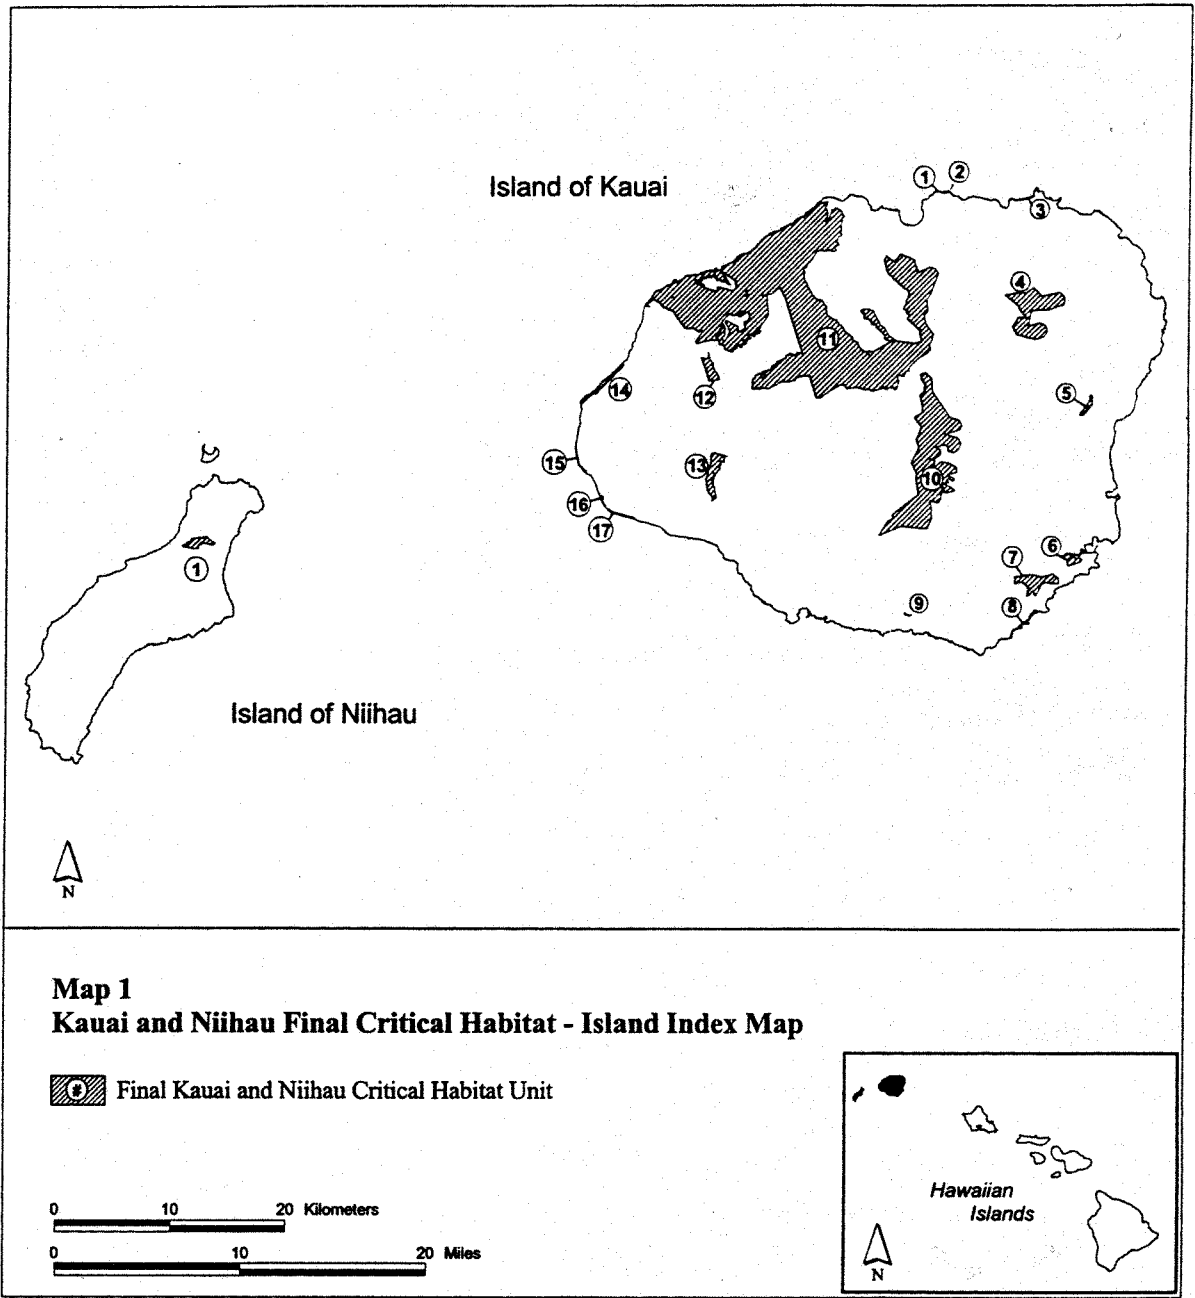 Island of Kauai
1
2
3
4
11
14
12
5
15
13
10
16
17
1
6
7
9
8
Island of Niihau
N
Map 1
Kauai and Niihau Final Critical Habitat - Island Index Map
# Final Kauai and Niihau Critical Habitat Unit
0 10 20 Kilometers
0 10 20 Miles
Hawaiian
Islands
N